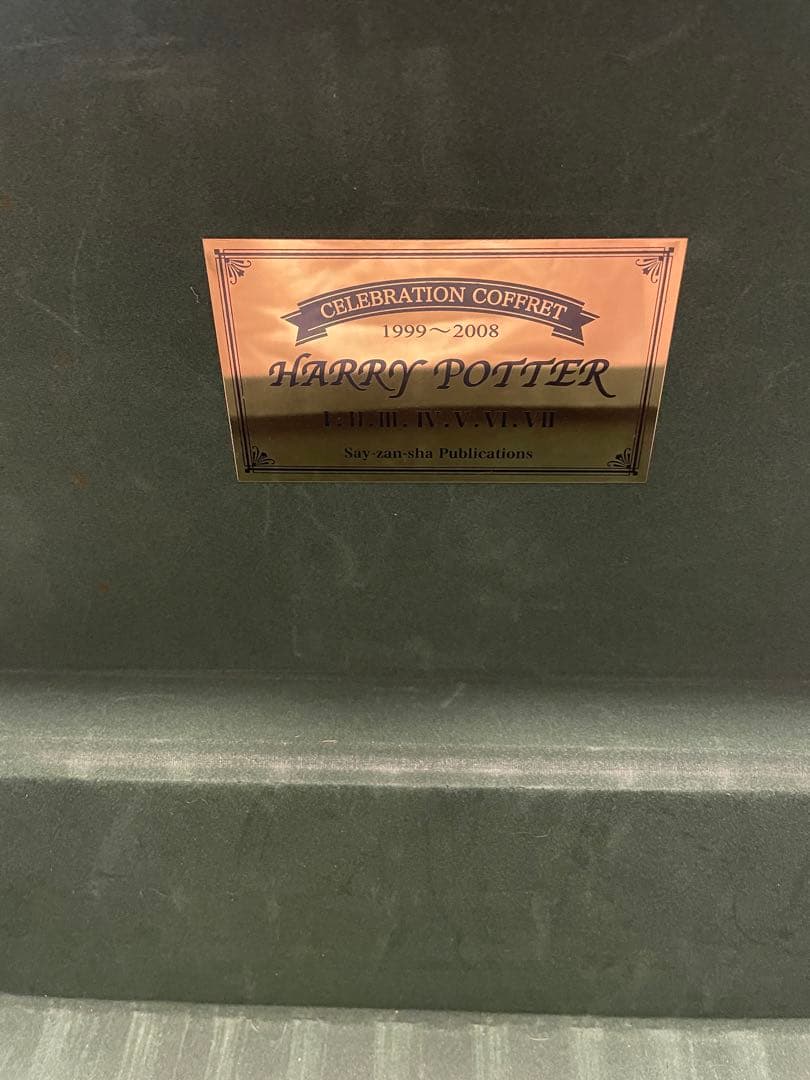 CELEBRATION COFFRET
1999～2008
HARRY POTTER
I.II.III.IV.V.VI.VII
Say-zan-sha Publications